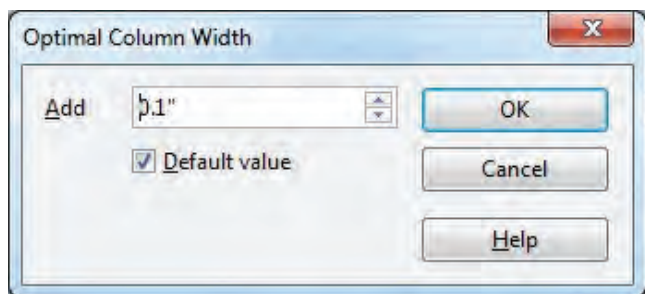 Optimal Column Width
Add 0.1" OK
Default value Cancel
Help